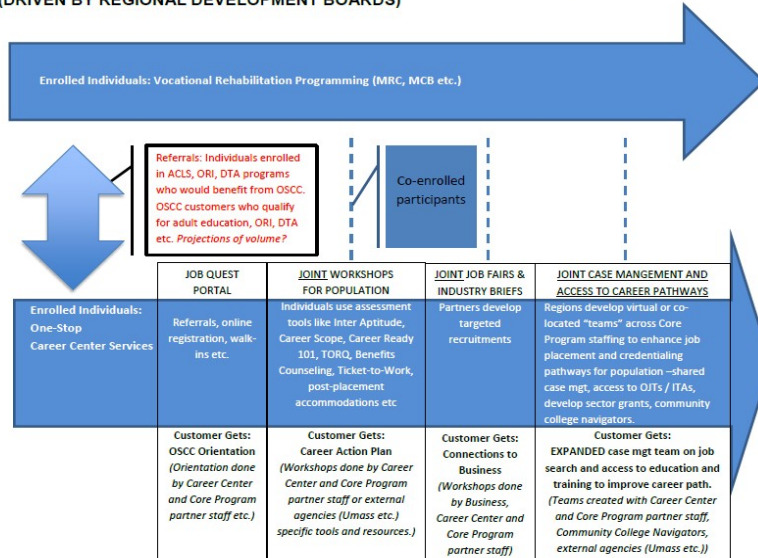 (DRIVEN BY REGIONAL DEVELOPMENT BOARDS)
Enrolled Individuals: Vocational Rehabilitation Programming (MRC, MCB etc.)
Referrals: Individuals enrolled
in ACLS, ORI, DTA programs
who would benefit from OSCC.
OSCC customers who qualify
for adult education, ORI, DTA
etc. Projections of volume?
Co-enrolled
participants
Enrolled Individuals:
One-Stop
Career Center Services
JOB QUEST
PORTAL
Referrals, online
registration, walk-
ins etc.
Customer Gets:
OSCC Orientation
(Orientation done
by Career Center
and Core Program
partner staff etc.)
JOINT WORKSHOPS
FOR POPULATION
Individuals use assessment
tools like Inter Aptitude,
Career Scope, Career Ready
101, TORQ, Benefits
Counseling, Ticket-to-Work,
post-placement
accommodations etc
Customer Gets:
Career Action Plan
(Workshops done by Career
Center and Core Program
partner staff or external
agencies (Umass etc.)
specific tools and resources.)
JOINT JOB FAIRS &
INDUSTRY BRIEFS
Partners develop
targeted
recruitments
Customer Gets:
Connections to
Business
(Workshops done
by Business,
Career Center and
Core Program
partner staff)
JOINT CASE MANGEMENT AND
ACCESS TO CAREER PATHWAYS
Regions develop virtual or co-
located “teams” across Core
Program staffing to enhance job
placement and credentialing
pathways for population –shared
case mgt, access to OJTs / ITAs,
develop sector grants, community
college navigators.
Customer Gets:
EXPANDED case mgt team on job
search and access to education and
training to improve career path.
(Teams created with Career Center
and Core Program partner staff,
Community College Navigators,
external agencies (Umass etc.))